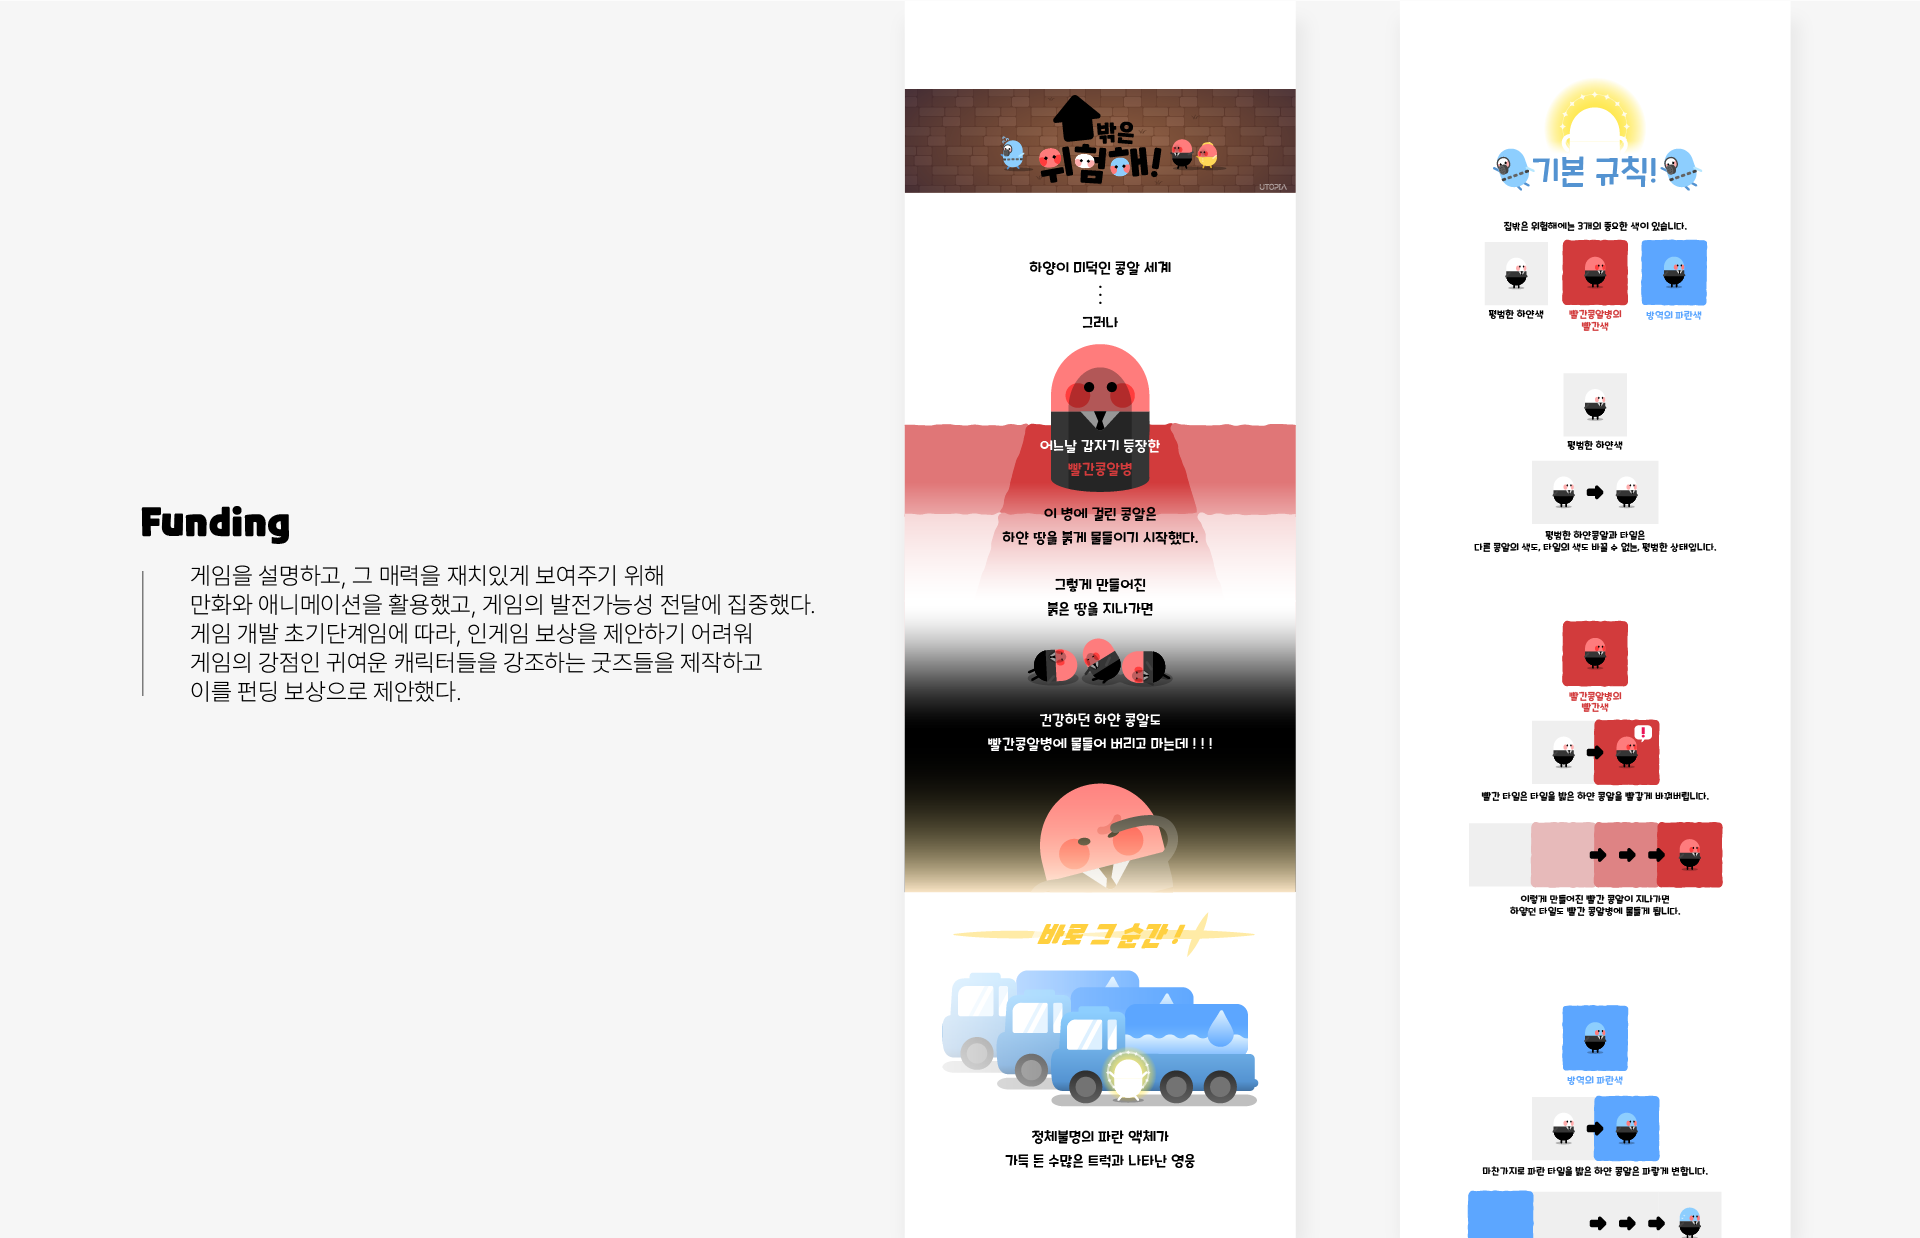 Funding
게임을 설명하고, 그 매력을 재치있게 보여주기 위해
만화와 애니메이션을 활용했고, 게임의 발전가능성 전달에 집중했다.
게임 개발 초기단계임에 따라, 인게임 보상을 제안하기 어려워
게임의 강점인 귀여운 캐릭터들을 강조하는 굿즈들을 제작하고
이를 펀딩 보상으로 제안했다.
밖은
위험해!
UTOPIA
하양이 미덕인 콩알 세계
그러나
어느날 갑자기 등장한
빨간콩알병
이 병에 걸린 콩알은
하얀 땅을 붉게 물들이기 시작했다.
그렇게 만들어진
붉은 땅을 지나가면
건강하던 하얀 콩알도
빨간콩알병에 물들어 버리고 마는데 ! ! !
바로 그 순간 !
정체불명의 파란 액체가
가득 든 수많은 트럭과 나타난 영웅
기본 규칙!
집밖은 위험해에는 3개의 중요한 색이 있습니다.
평범한 하얀색
빨간콩알병의
빨간색
방역의 파란색
평범한 하얀색
평범한 하얀콩알과 타일은
다른 콩알의 색도, 타일의 색도 바꿀 수 없는, 평범한 상태입니다.
빨간콩알병의
빨간색
빨간 타일은 타일을 밟은 하얀 콩알을 빨갛게 바꿔버립니다.
이렇게 만들어진 빨간 콩알이 지나가면
하얗던 타일도 빨간 콩알병에 물들게 됩니다.
방역의 파란색
마찬가지로 파란 타일을 밟은 하얀 콩알은 파랗게 변합니다.